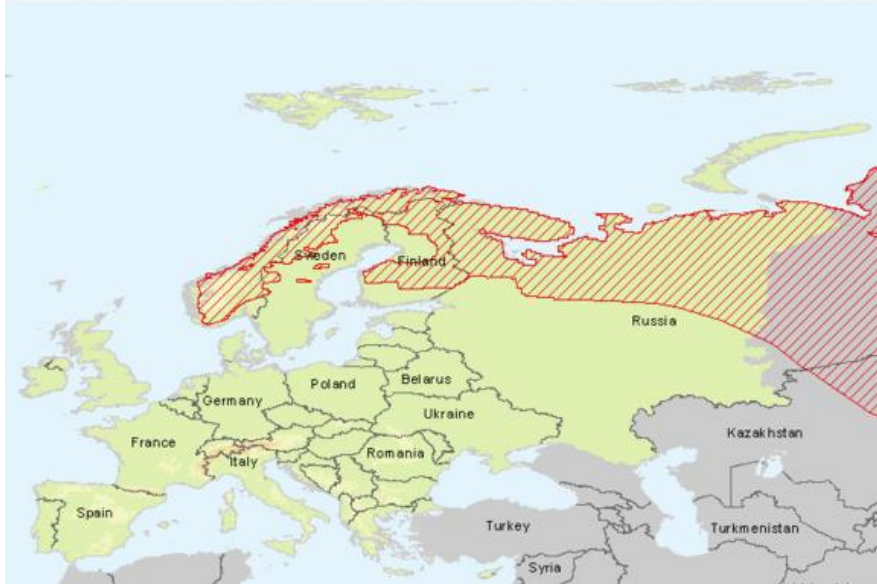 Sweden
Finland
Russia
Poland
Belarus
Germany
Ukraine
France
Kazakhstan
Romania
Italy
Spain
Turkey
Turkmenistan
Syria